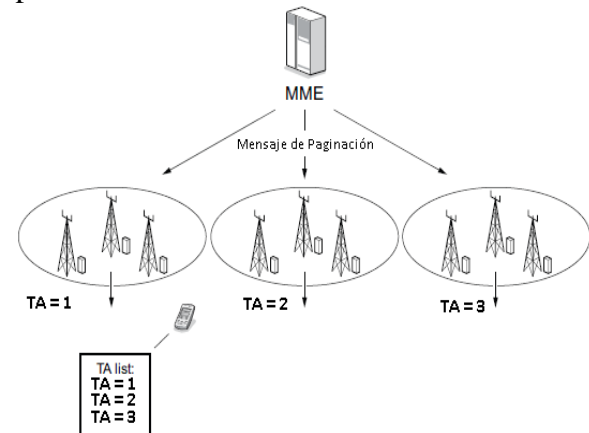 MME
Mensaje de Paginación
TA = 1
TA = 2
TA = 3
TA list:
TA = 1
TA = 2
TA = 3